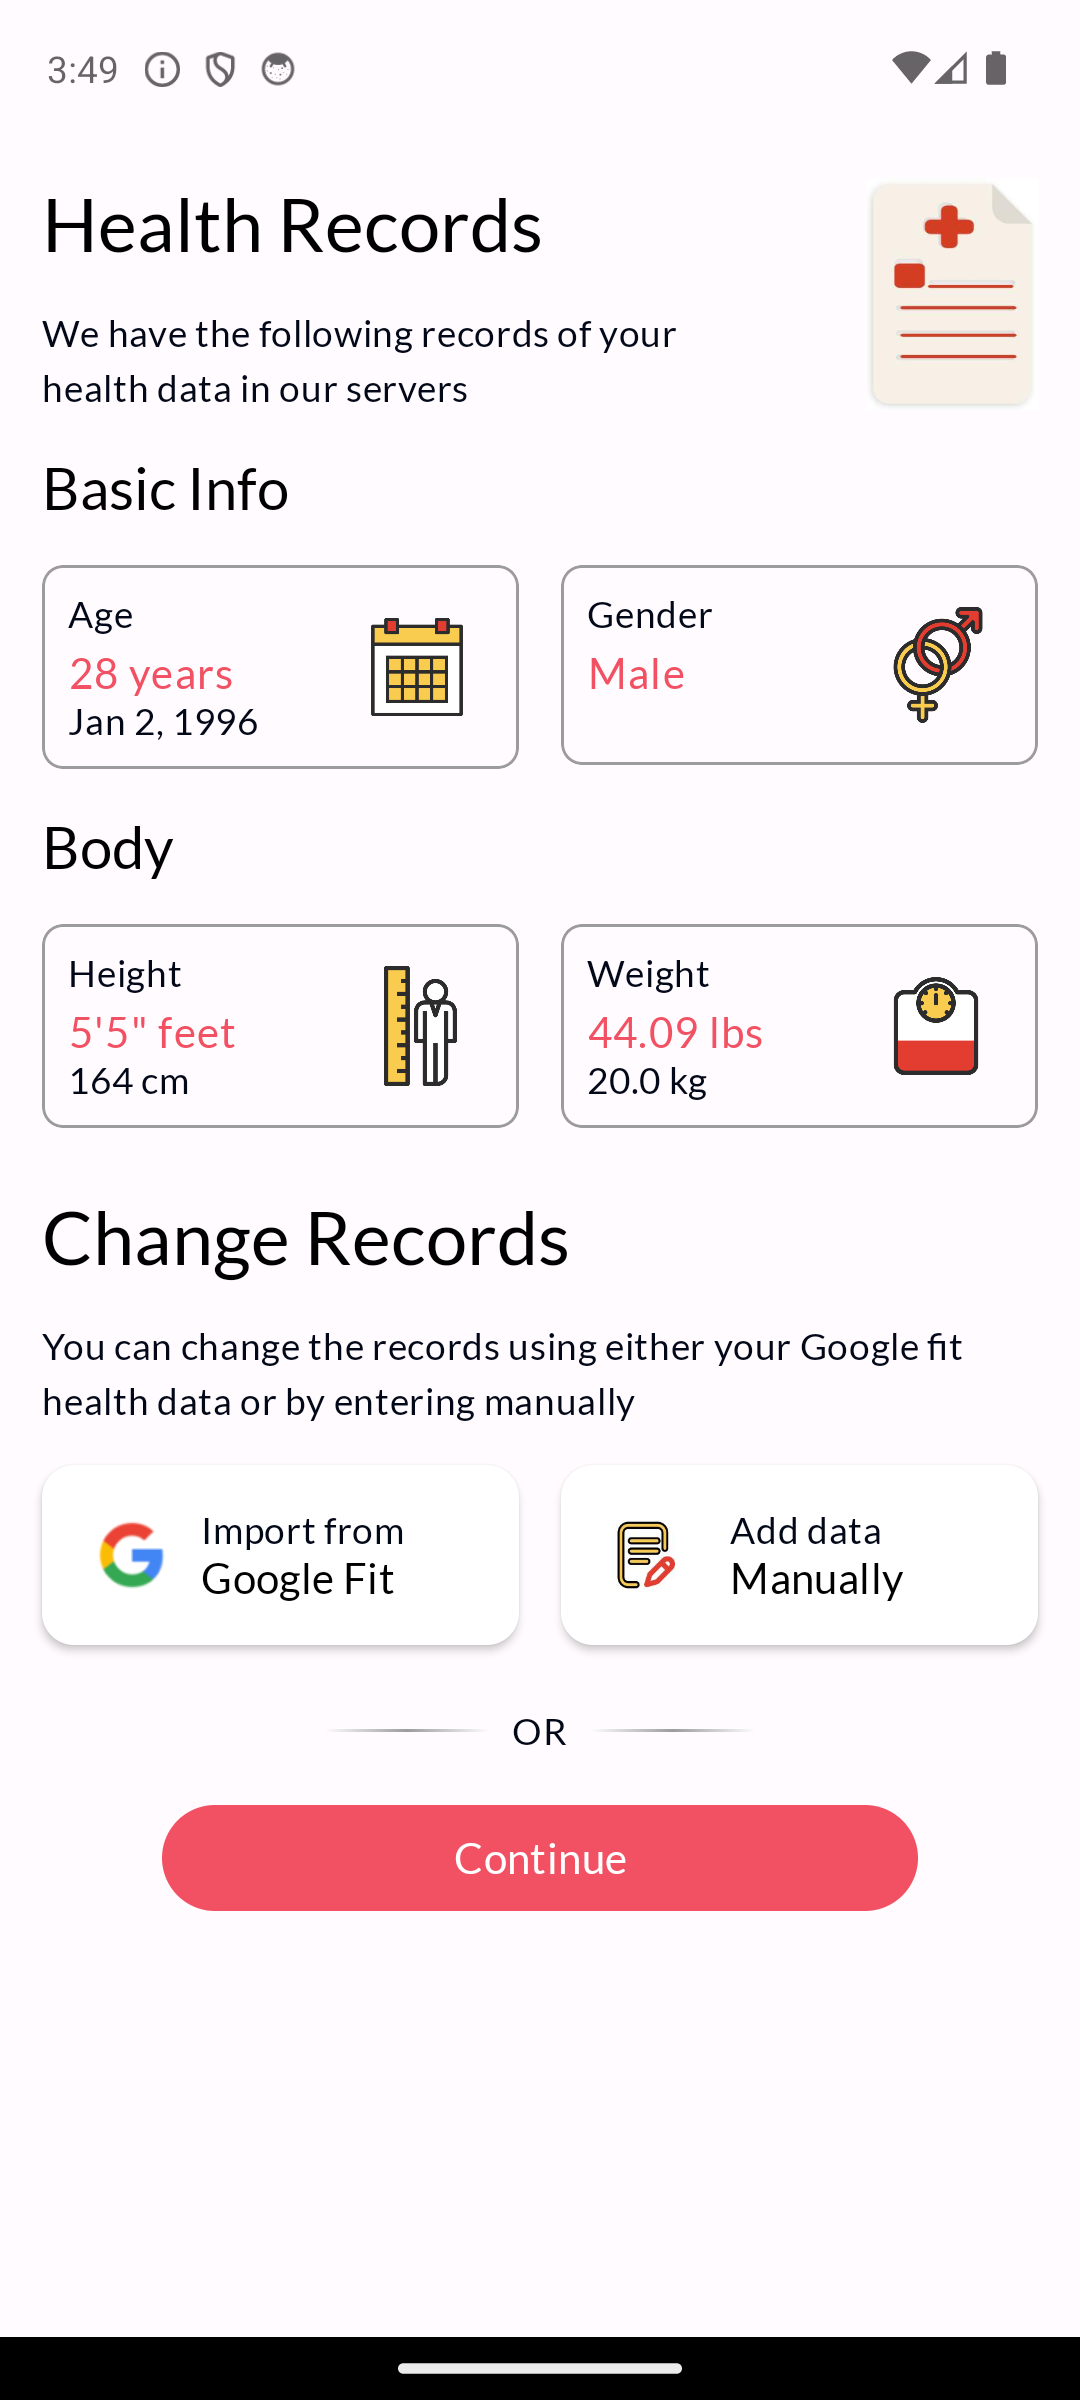 3:49
Health Records
We have the following records of your
health data in our servers
Basic Info
Age
28 years
Jan 2, 1996
Gender
Male
Body
Height
5'5" feet
164 cm
Weight
44.09 lbs
20.0 kg
Change Records
You can change the records using either your Google fit
health data or by entering manually
Import from
Google Fit
Add data
Manually
OR
Continue